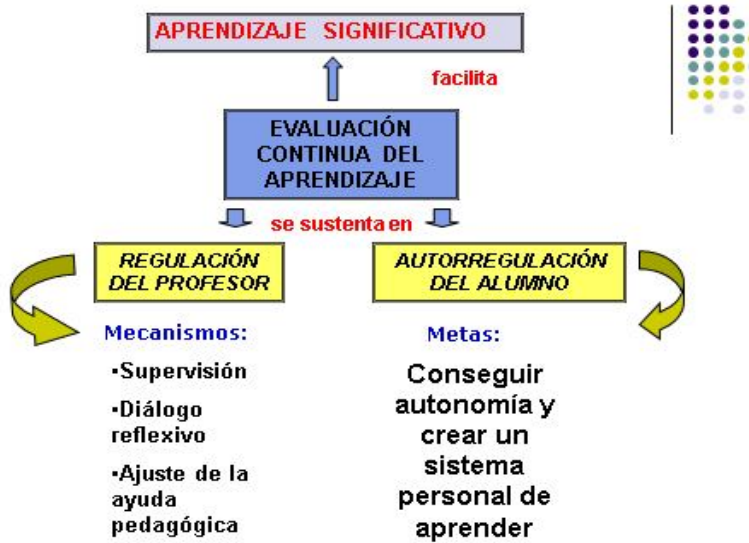 APRENDIZAJE SIGNIFICATIVO
facilita
EVALUACIÓN
CONTINUA DEL
APRENDIZAJE
se sustenta en
REGULACIÓN
DEL PROFESOR
Mecanismos:
•Supervisión
•Diálogo
reflexivo
•Ajuste de la
ayuda
pedagógica
AUTORREGULACIÓN
DEL ALUMNO
Metas:
Conseguir
autonomía y
crear un
sistema
personal de
aprender